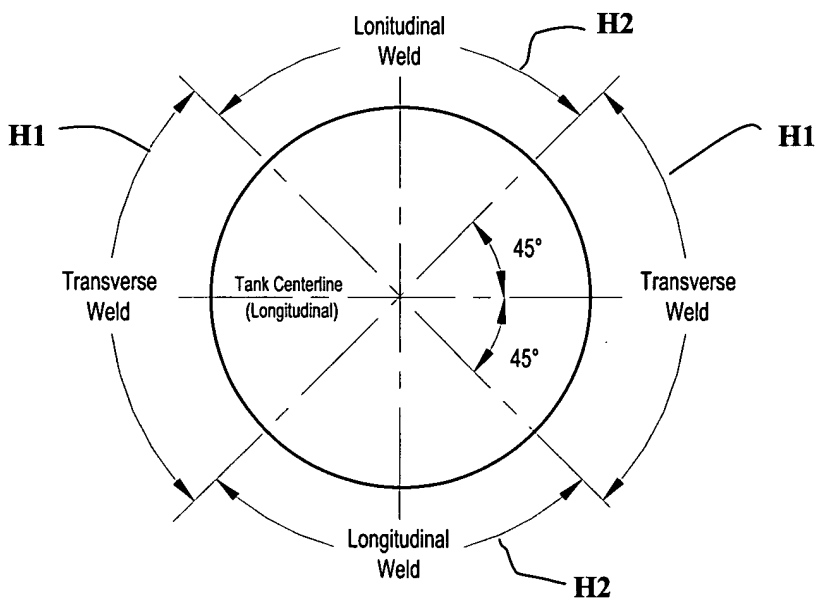 Lonitudinal
Weld
H2
H1
H1
45°
Transverse
Weld
Tank Centerline
(Longitudinal)
Transverse
Weld
45°
Longitudinal
Weld
H2